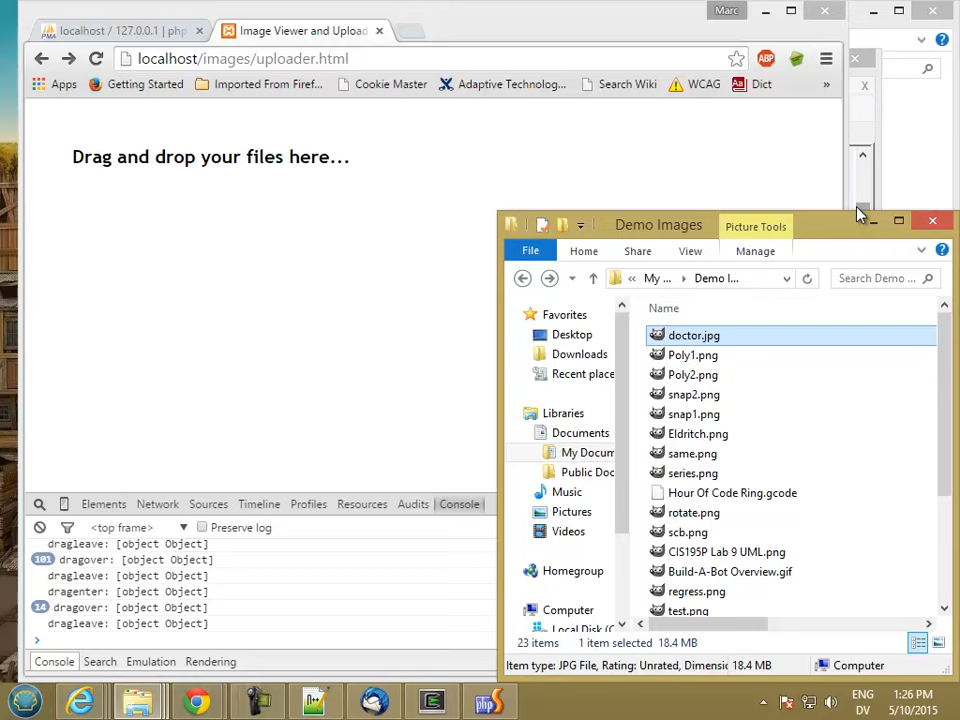 Marc
localhost / 127.0.0.1 | php
Image Viewer and Upload
localhost/images/uploader.html
ABP
Apps
Getting Started
Imported From Firef...
Cookie Master
Adaptive Technolog...
Search Wiki
WCAG
Dict
»
Drag and drop your files here...
Demo Images
Picture Tools
File
Home
Share
View
Manage
« My ... Demo I...
Search Demo ...
Favorites
Desktop
Downloads
Recent place
Libraries
Documents
My Docum
Public Doc
Music
Pictures
Videos
Homegroup
Computer
Local Disk (C
Name
doctor.jpg
Poly1.png
Poly2.png
snap2.png
snap1.png
Eldritch.png
same.png
series.png
Hour Of Code Ring.gcode
rotate.png
scb.png
CIS195P Lab 9 UML.png
Build-A-Bot Overview.gif
regress.png
test.png
23 items
1 item selected 18.4 MB
Item type: JPG File, Rating: Unrated, Dimensi
18.4 MB
Computer
Elements
Network
Sources
Timeline
Profiles
Resources
Audits
Console
<top frame>
Preserve log
dragleave: [object Object]
101 dragover: [object Object]
dragleave: [object Object]
dragenter: [object Object]
14 dragover: [object Object]
dragleave: [object Object]
Console
Search
Emulation
Rendering
ENG
DV
1:26 PM
5/10/2015